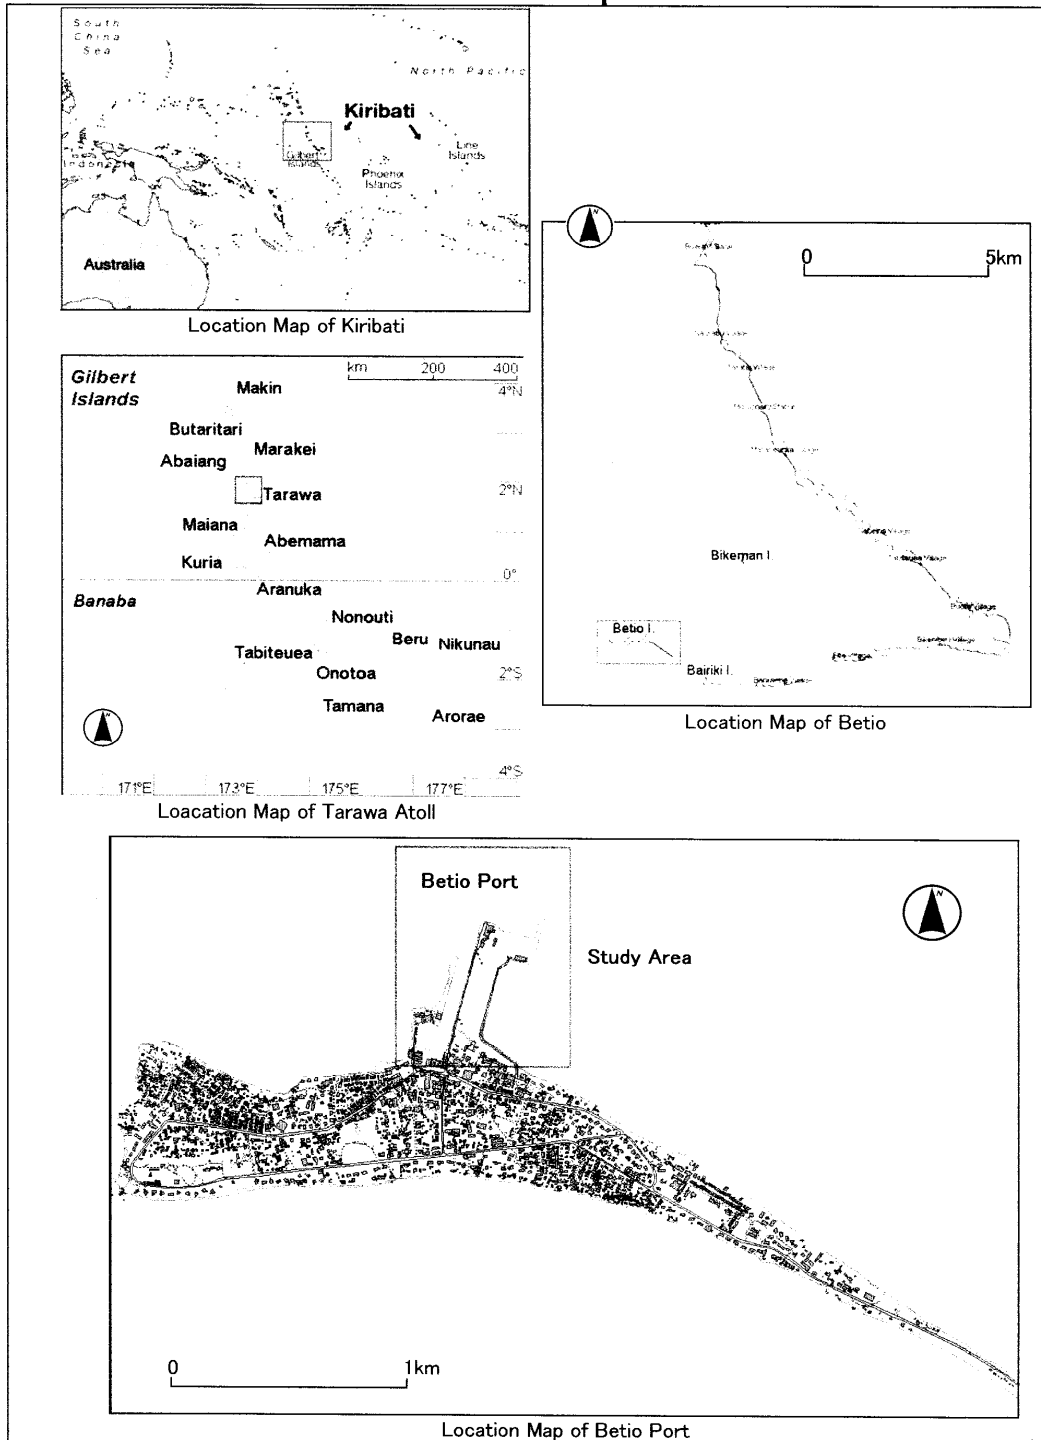 South
China
Sea
North Pacific
Kiribati
Line
Islands
Gilbert
Islands
Phoenix
Islands
Australia
Location Map of Kiribati
N
0 5km
Bikeman I.
Betio I.
Bairiki I.
Location Map of Betio
Gilbert
Islands
km 200 400
4°N
Makin
Butaritari
Marakei
Abaiang
2°N
Tarawa
Maiana
Abemama
Kuria
0°
Aranuka
Banaba
Nonouti
Beru
Nikunau
Tabiteuea
Onotoa
2°S
Tamana
Arorae
N
4°S
171°E 173°E 175°E 177°E
Loacation Map of Tarawa Atoll
Betio Port
N
Study Area
0 1km
Location Map of Betio Port